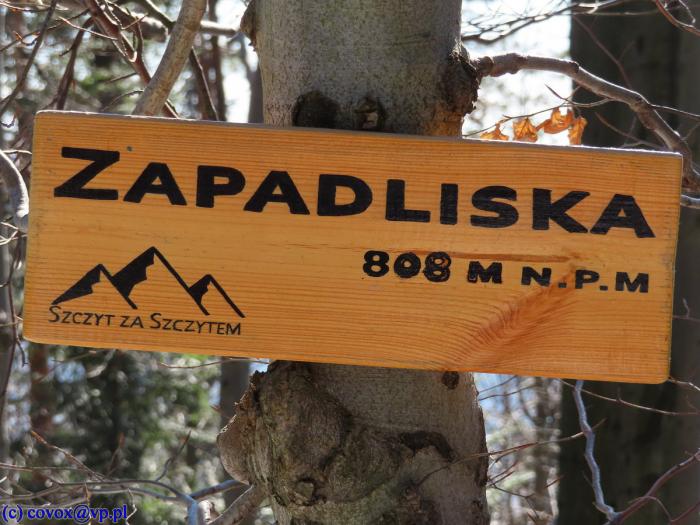 ZAPADLISKA
808 M N.P.M
SZCZYT ZA SZCZYTEM
(c) covox@vp.pl